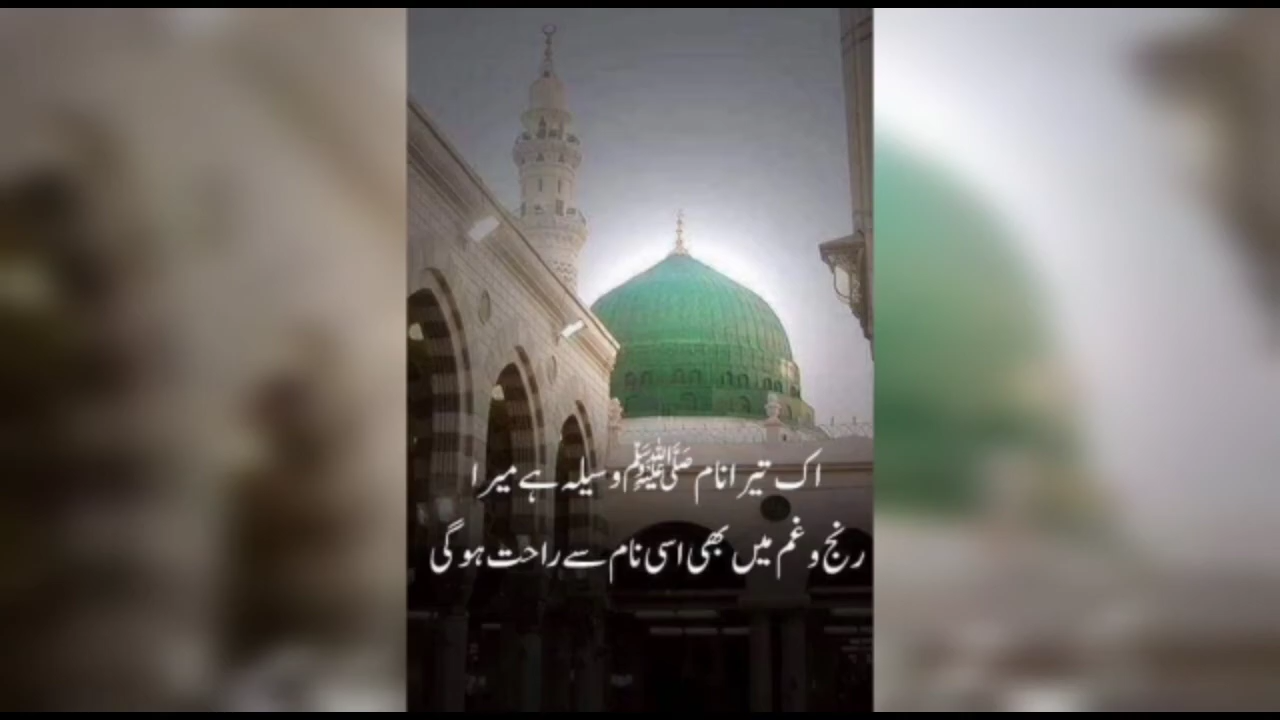 اک تیرا نام ﷺ وسیلہ ہے میرا
رنج و غم میں بھی اسی نام سے راحت ہو گی